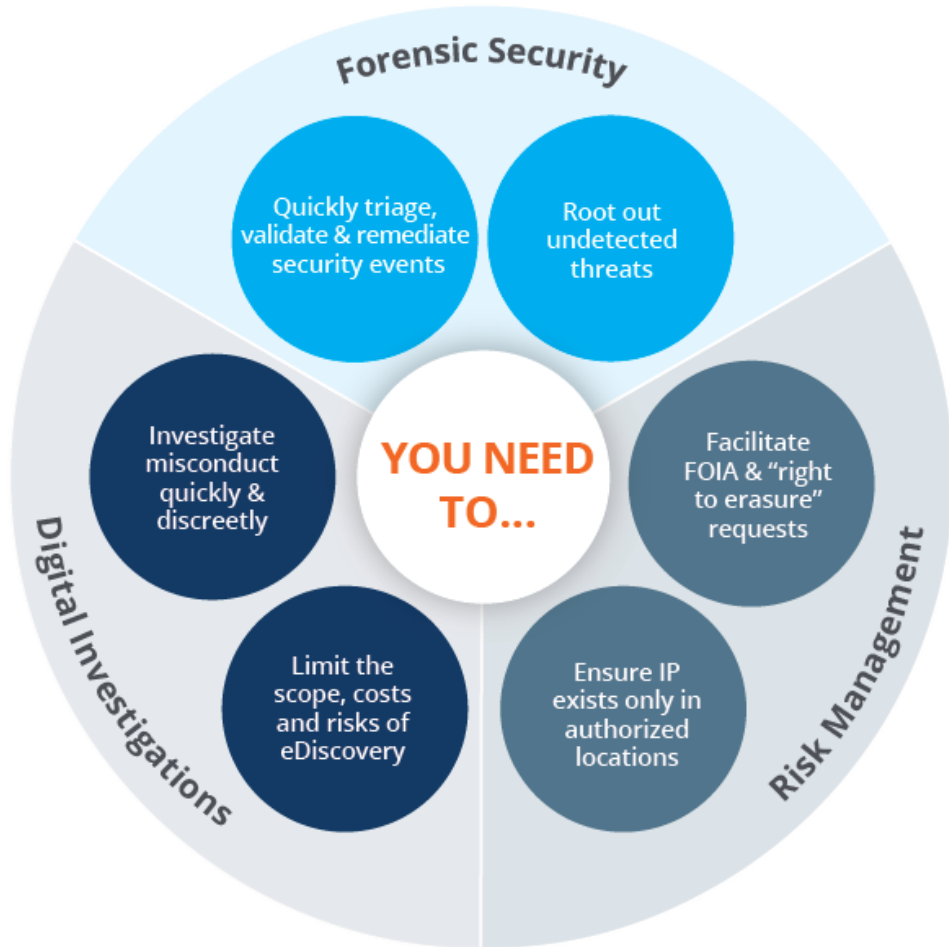 Forensic Security
Quickly triage,
validate & remediate
security events
Root out
undetected
threats
YOU NEED
TO...
Investigate
misconduct
quickly &
discreetly
Limit the
scope, costs
and risks of
eDiscovery
Digital Investigations
Facilitate
FOIA & “right
to erasure”
requests
Ensure IP
exists only in
authorized
locations
Risk Management